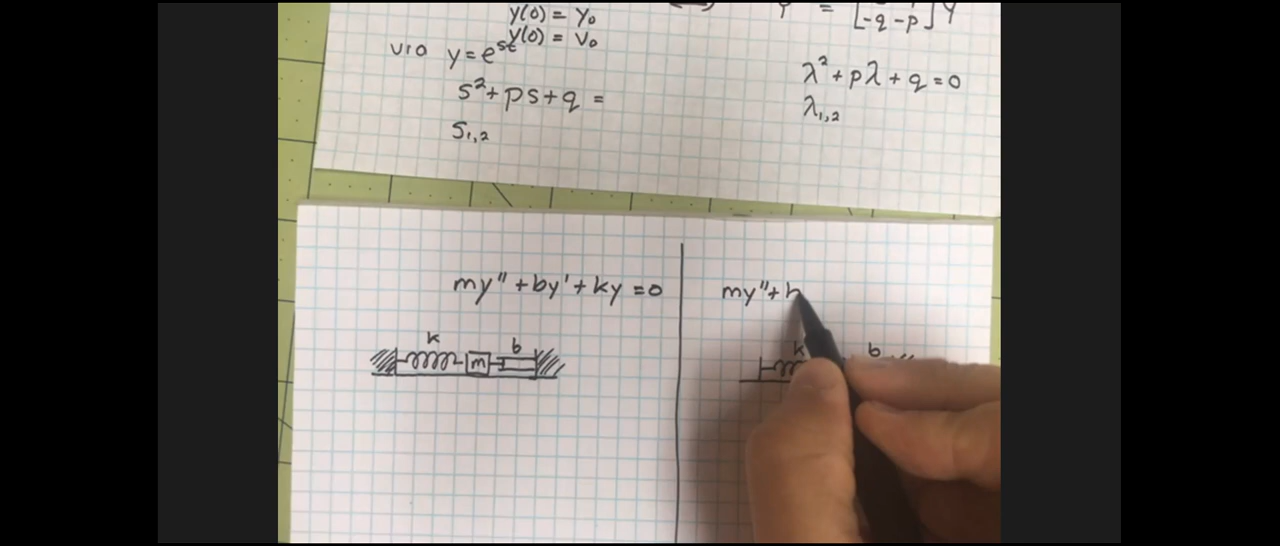 y(0) = y₀
y'(0) = v₀
via y = e^{st}
s² + ps + q =
s₁,₂
-q -p ] Y
λ² + pλ + q = 0
λ₁,₂
my'' + by' + ky = 0
k
m
b
my'' +
k
b